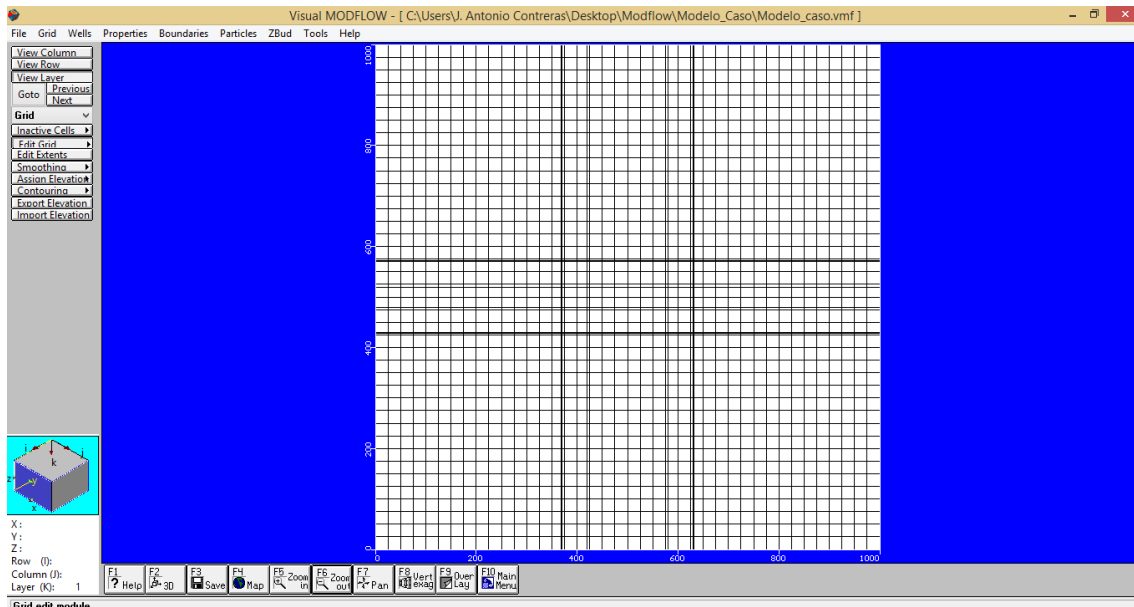 Visual MODFLOW - [ C:\Users\J. Antonio Contreras\Desktop\Modflow\Modelo_Caso\Modelo_caso.vmf ]
File Grid Wells Properties Boundaries Particles ZBud Tools Help
View Column
View Row
View Layer
Goto Previous
Next
Grid
Inactive Cells
Edit Grid
Edit Extents
Smoothing
Assign Elevation
Contouring
Export Elevation
Import Elevation
1000
800
600
400
200
0
0 200 400 600 800 1000
i j
k
z
y
x
X :
Y :
Z :
Row (I):
Column (J):
Layer (K): 1
F1 ? Help
F2 3D
F3 Save
F4 Map
F5 Zoom in
F6 Zoom out
F7 Pan
F8 Vert exag
F9 Over Lay
F10 Main Menu
Grid edit module